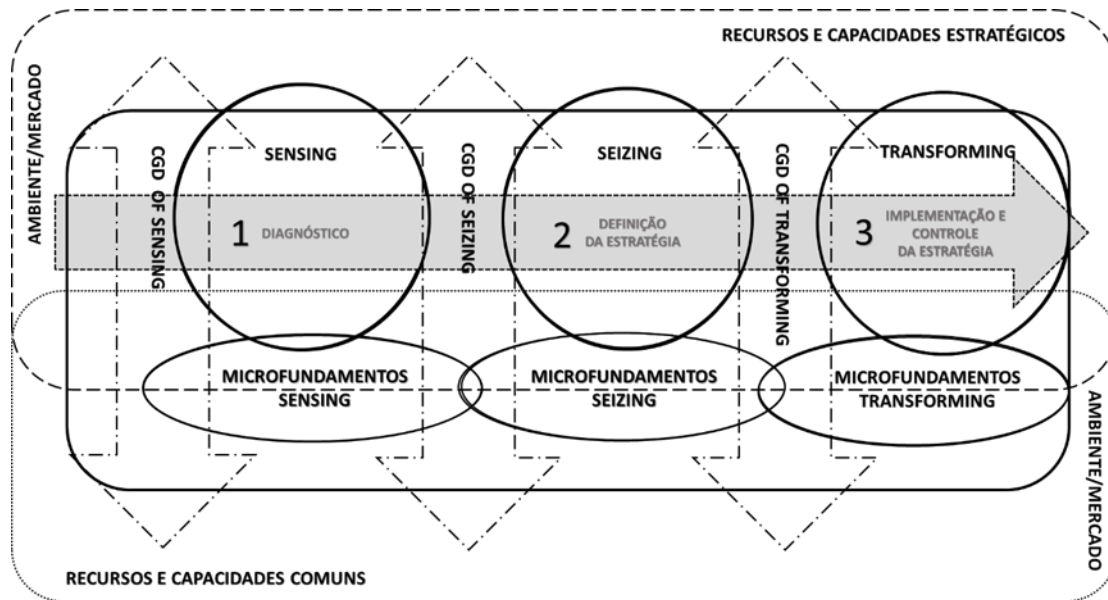 RECURSOS E CAPACIDADES ESTRATÉGICOS
AMBIENTE/MERCADO
CGD OF SENSING
SENSING
1 DIAGNÓSTICO
CGD OF SEIZING
SEIZING
2 DEFINIÇÃO
DA ESTRATÉGIA
CGD OF TRANSFORMING
TRANSFORMING
3 IMPLEMENTAÇÃO E
CONTROLE
DA ESTRATÉGIA
MICROFUNDAMENTOS
SENSING
MICROFUNDAMENTOS
SEIZING
MICROFUNDAMENTOS
TRANSFORMING
AMBIENTE/MERCADO
RECURSOS E CAPACIDADES COMUNS